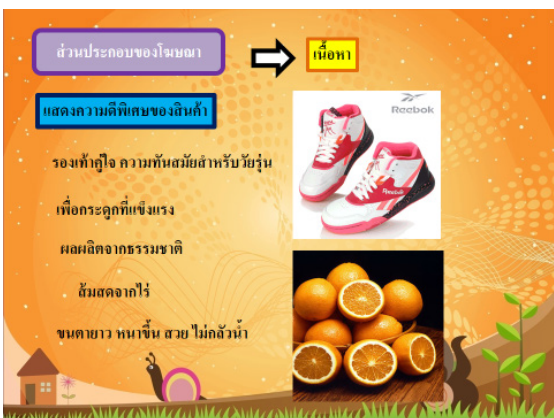 ส่วนประกอบของโฆษณา
เนื้อหา
แสดงความดีพิเศษของสินค้า
Reebok
รองเท้าคู่ใจ ความทันสมัยสำหรับวัยรุ่น
เพื่อกระดูกที่แข็งแรง
ผลผลิตจากธรรมชาติ
ส้มสดจากไร่
ขนตายาว หนาขึ้น สวย ไม่กลัวน้ำ